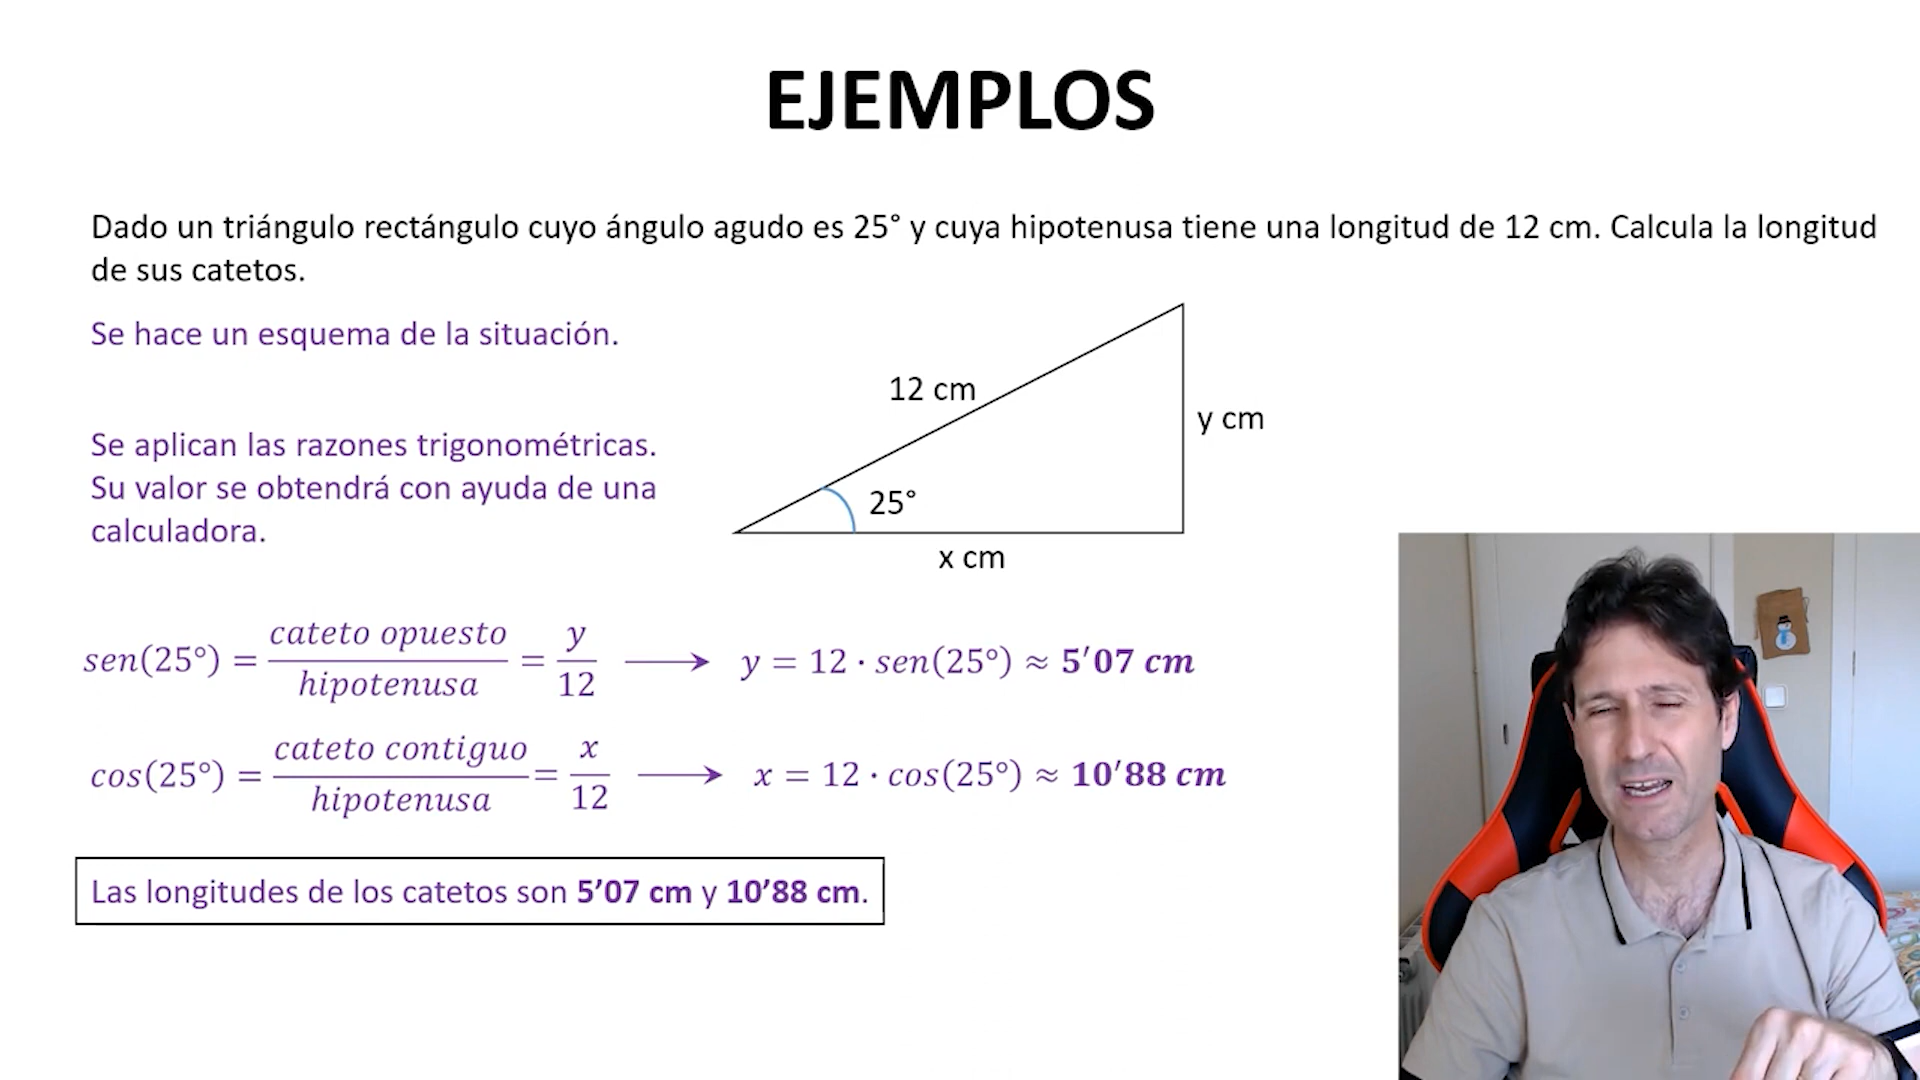 EJEMPLOS
Dado un triángulo rectángulo cuyo ángulo agudo es 25° y cuya hipotenusa tiene una longitud de 12 cm. Calcula la longitud
de sus catetos.
Se hace un esquema de la situación.
12 cm
y cm
Se aplican las razones trigonométricas.
Su valor se obtendrá con ayuda de una
calculadora.
25°
x cm
sen(25°) = cateto opuesto / hipotenusa = y / 12 ⟶ y = 12 · sen(25°) ≈ 5′07 cm
cos(25°) = cateto contiguo / hipotenusa = x / 12 ⟶ x = 12 · cos(25°) ≈ 10′88 cm
Las longitudes de los catetos son 5’07 cm y 10’88 cm.